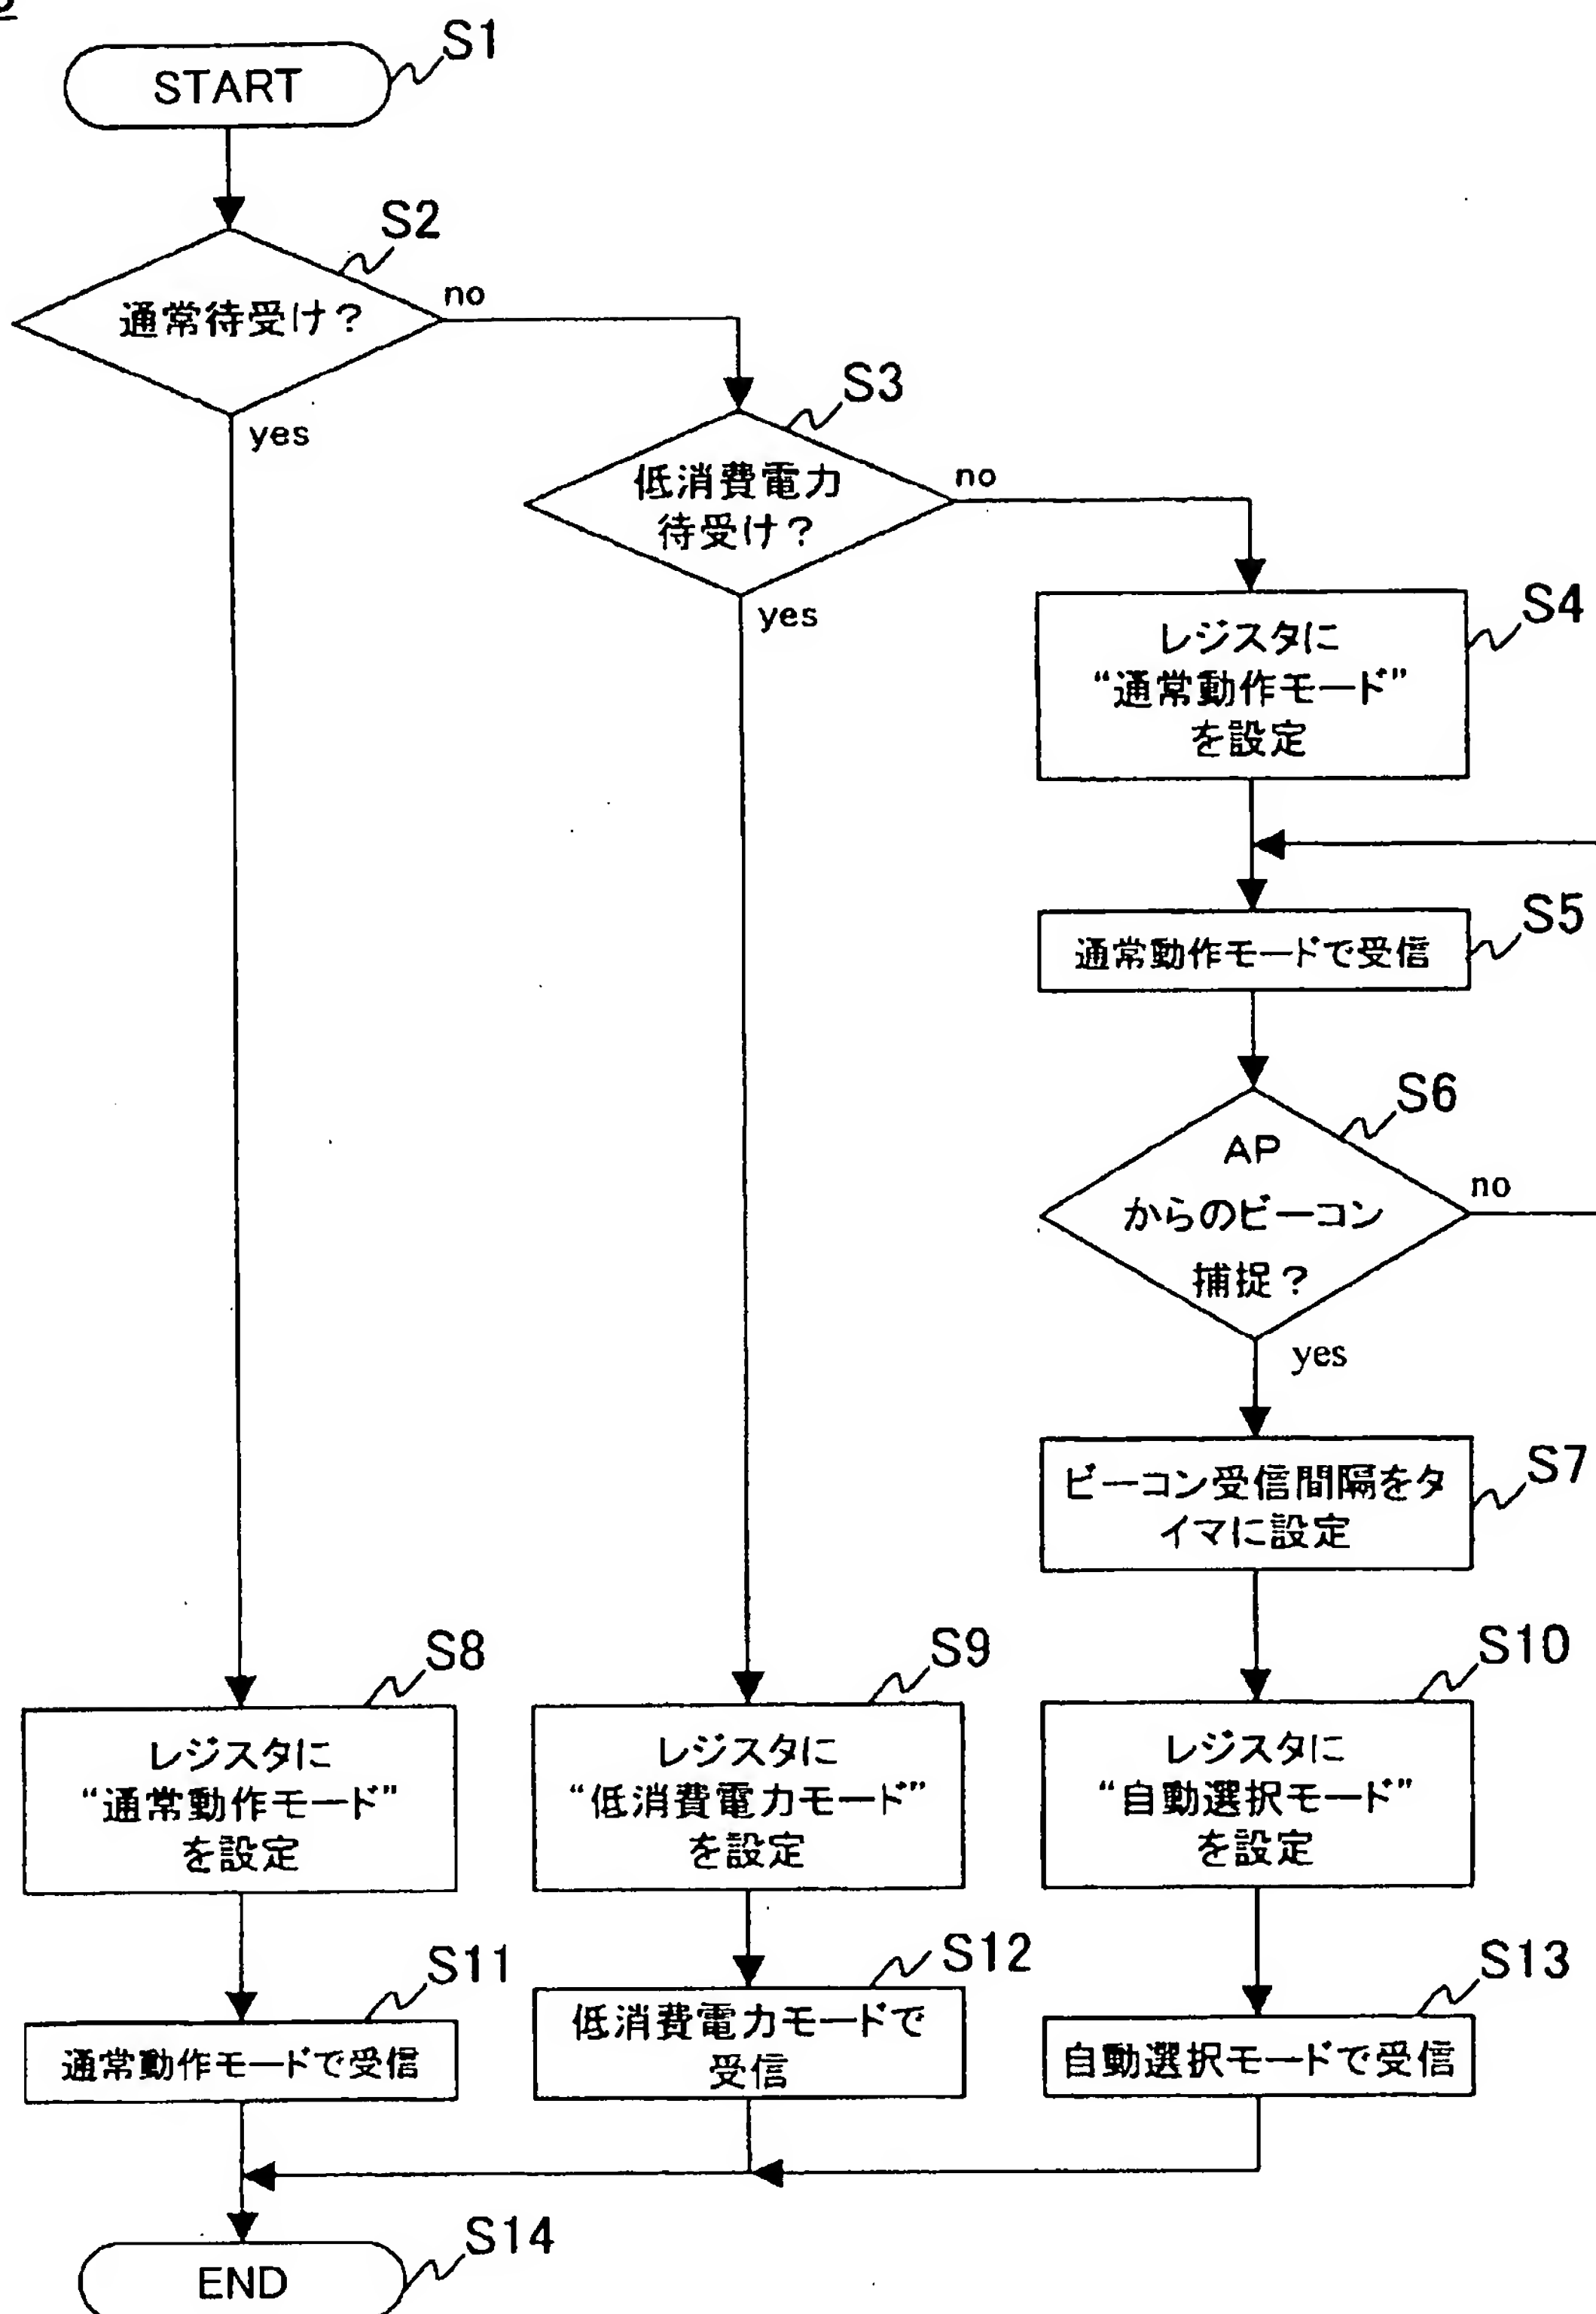 START
S1
S2
通常待受け?
no
yes
S3
低消費電力
待受け?
no
yes
S4
レジスタに
“通常動作モード”
を設定
S5
通常動作モードで受信
S6
AP
からのビーコン
捕捉?
no
yes
S7
ビーコン受信間隔をタ
イマに設定
S8
レジスタに
“通常動作モード”
を設定
S9
レジスタに
“低消費電力モード”
を設定
S10
レジスタに
“自動選択モード”
を設定
S11
通常動作モードで受信
S12
低消費電力モードで
受信
S13
自動選択モードで受信
S14
END